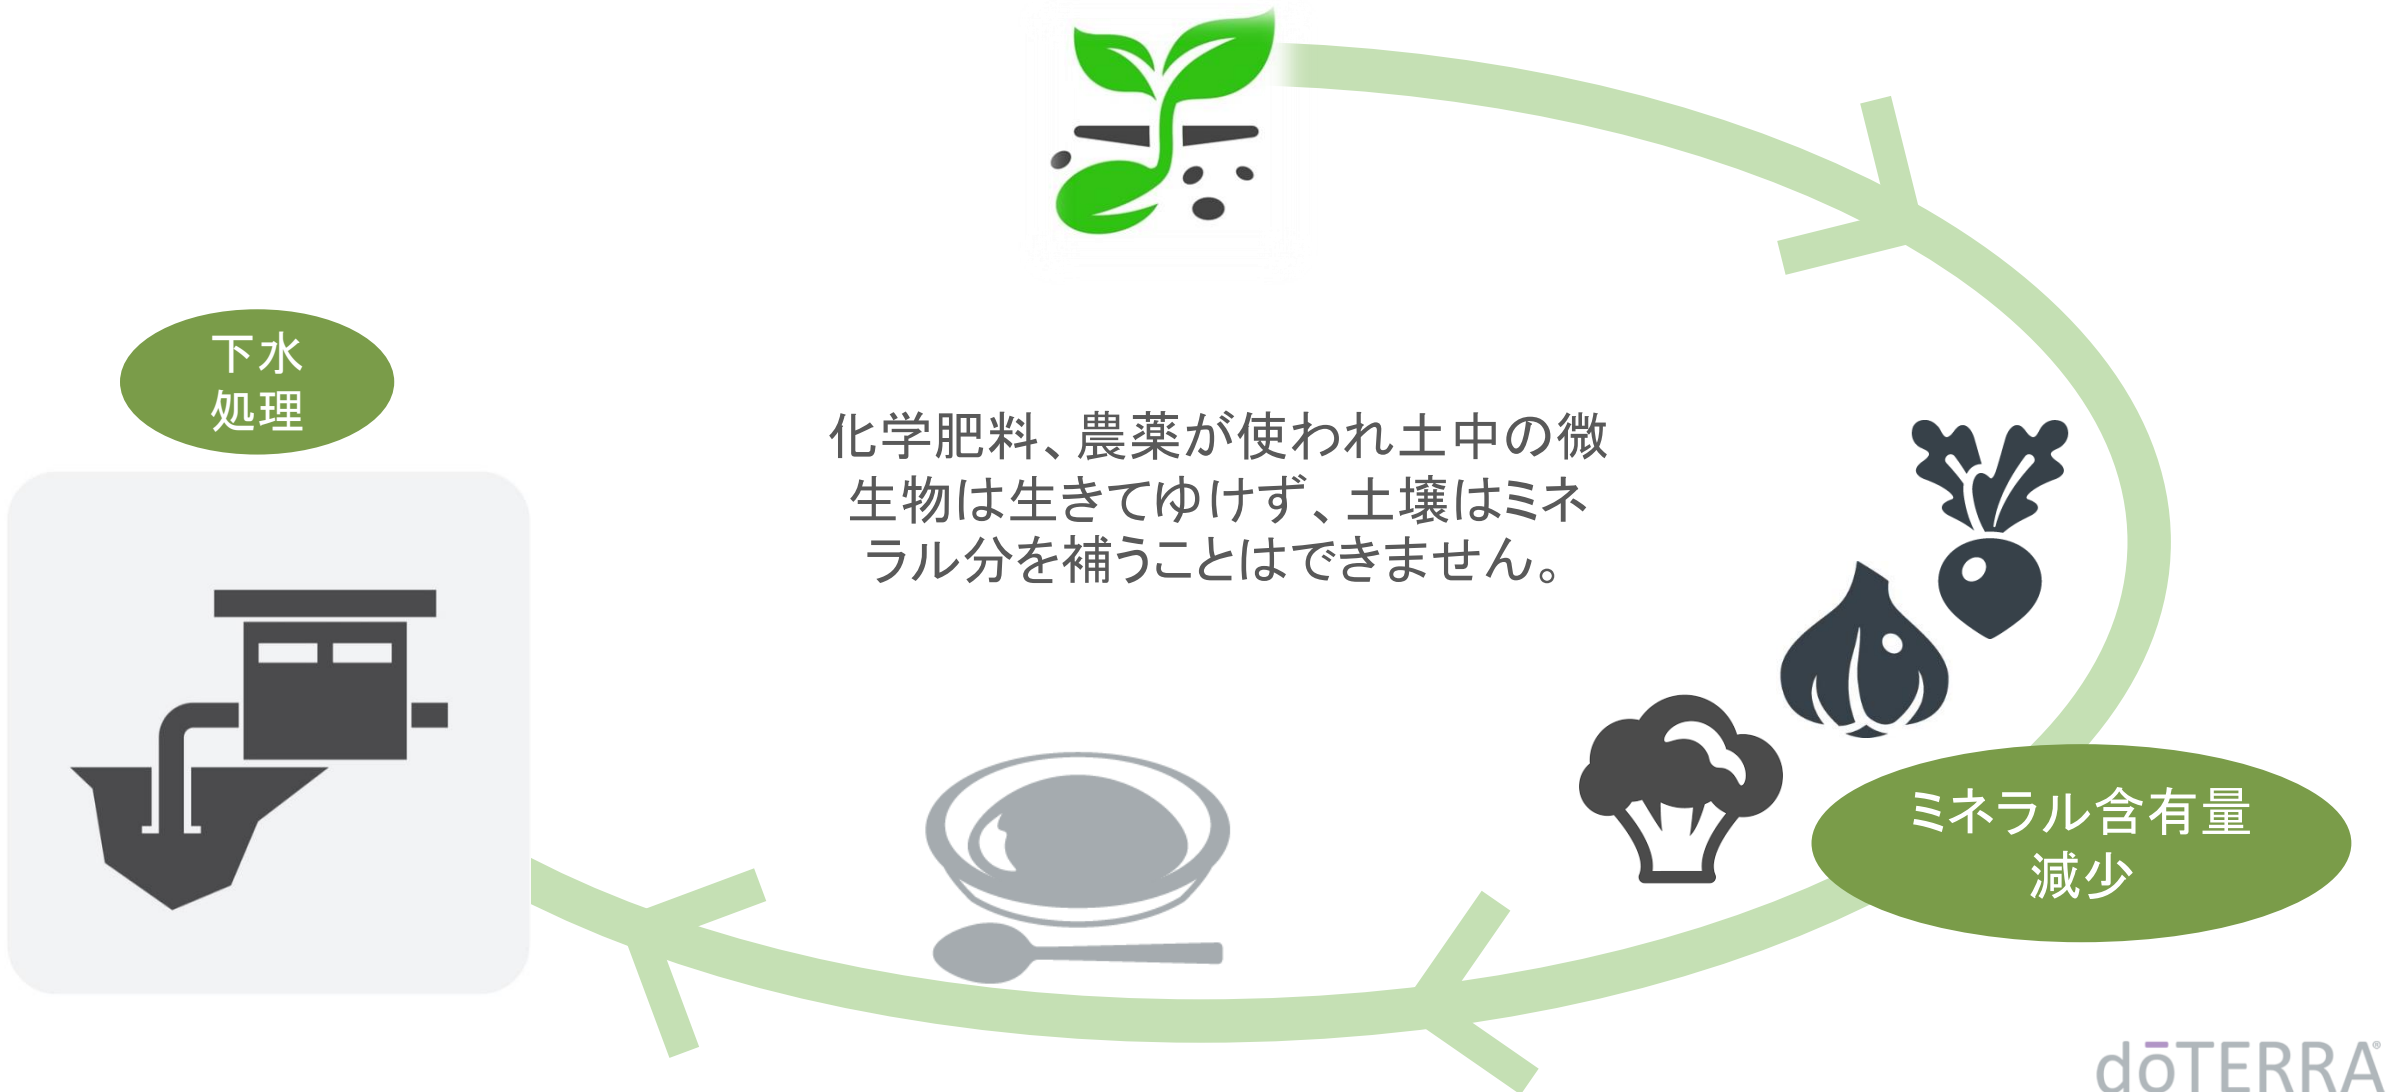 下水
処理
化学肥料、農薬が使われ土中の微
生物は生きてゆけず、土壌はミネ
ラル分を補うことはできません。
ミネラル含有量
減少
dōTERRA®